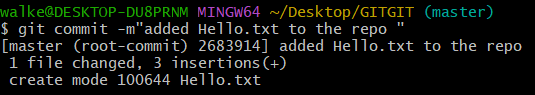 walke@DESKTOP-DU8PRNM MINGW64 ~/Desktop/GITGIT (master)
$ git commit -m"added Hello.txt to the repo "
[master (root-commit) 2683914] added Hello.txt to the repo
 1 file changed, 3 insertions(+)
 create mode 100644 Hello.txt